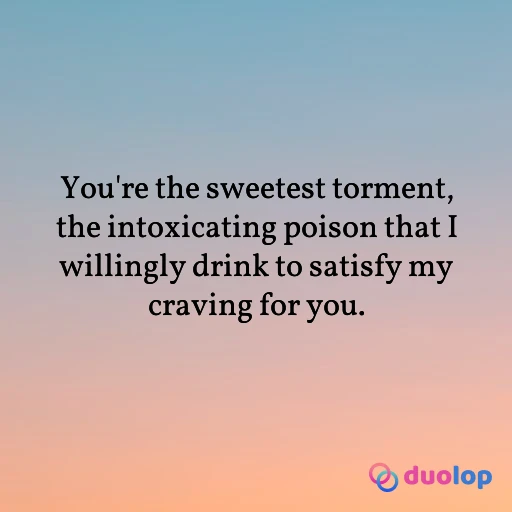 You're the sweetest torment,
the intoxicating poison that I
willingly drink to satisfy my
craving for you.
duolop